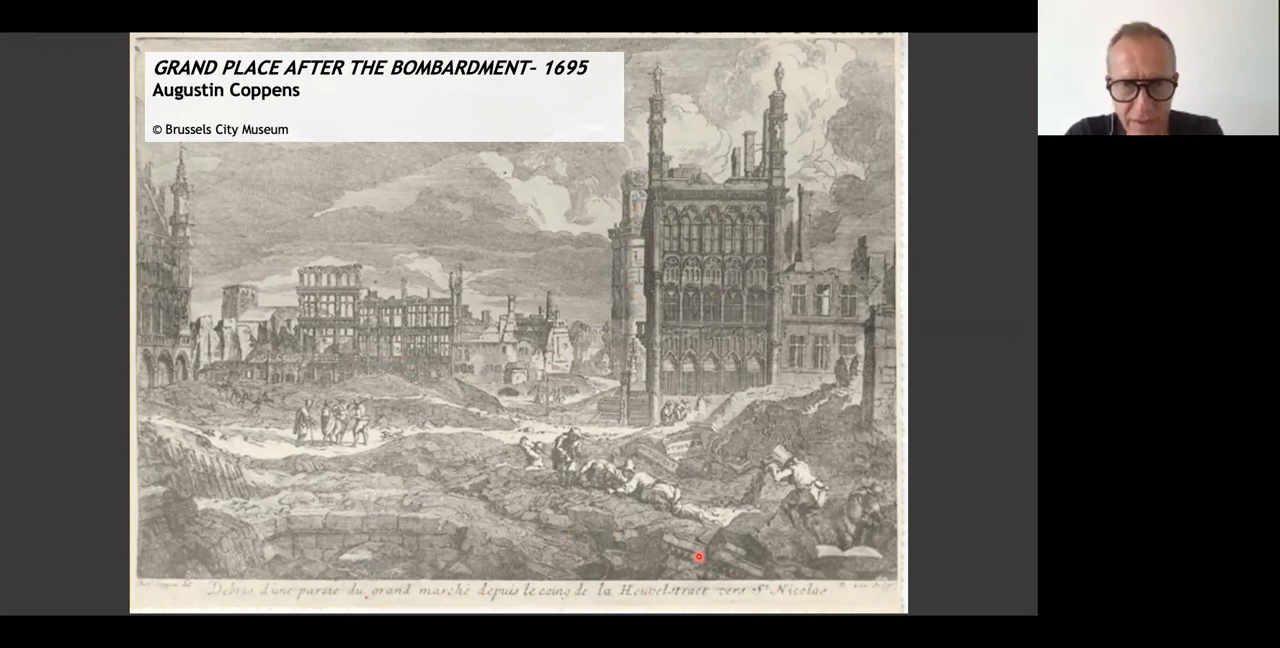 GRAND PLACE AFTER THE BOMBARDMENT- 1695
Augustin Coppens
© Brussels City Museum
Debris d'une partie du grand marché depuis le coing de la Heuvelstraet vers St Nicolas